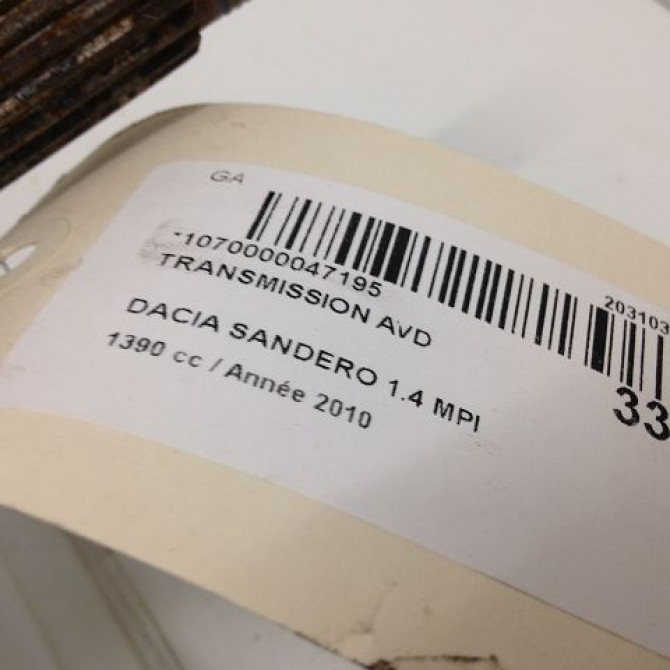 GA
*1070000047195
203103
TRANSMISSION AVD
33
DACIA SANDERO 1.4 MPI
1390 cc / Année 2010